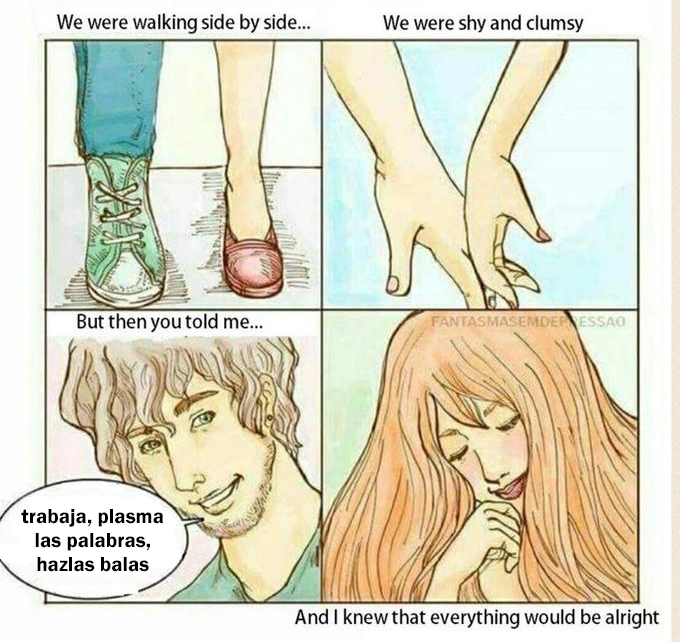 We were walking side by side...
We were shy and clumsy
But then you told me...
FANTASMASEMDEPRESSAO
trabaja, plasma
las palabras,
hazlas balas
And I knew that everything would be alright